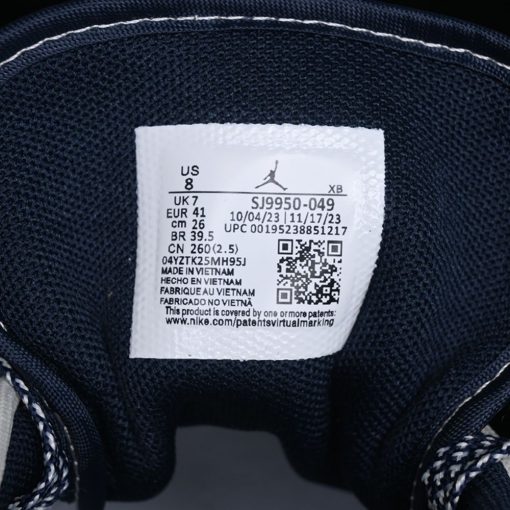 US
8
UK 7
EUR 41
cm 26
BR 39.5
CN 260(2.5)
XB
SJ9950-049
10/04/23 | 11/17/23
UPC 00195238851217
04YZTK25MH95J
MADE IN VIETNAM
HECHO EN VIETNAM
FABRIQUE AU VIETNAM
FABRICADO NO VIETNÃ
This product is covered by one or more patents:
www.nike.com/patentsvirtualmarking